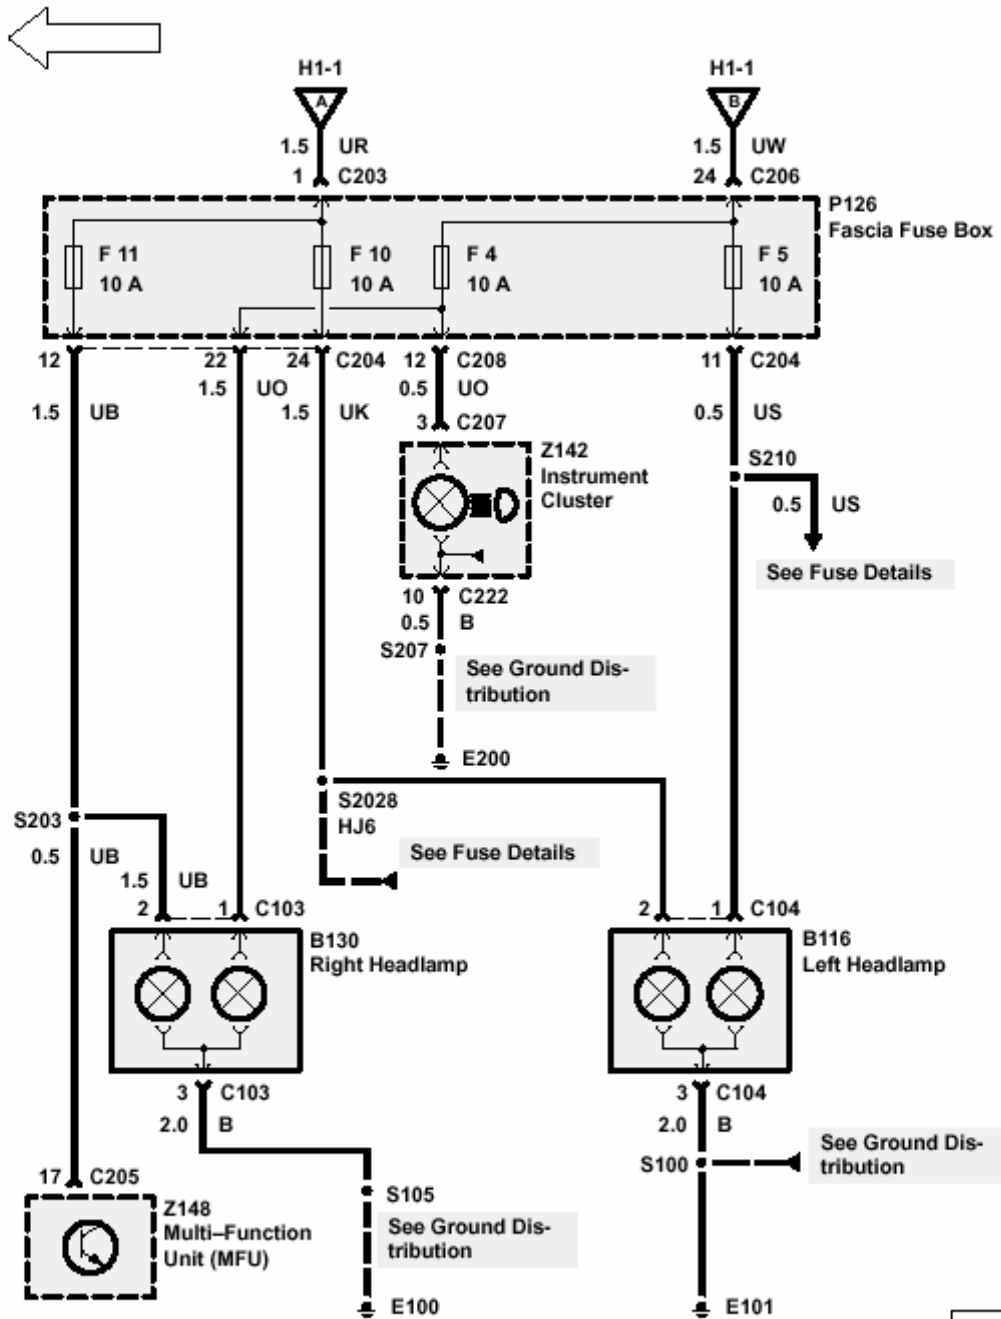 H1-1 H1-1
A B
1.5 UR 1.5 UW
1 C203 24 C206
P126
Fascia Fuse Box
F 11 F 10 F 4 F 5
10 A 10 A 10 A 10 A
12 22 24 C204 12 C208 11 C204
1.5 UO 0.5 UO
1.5 UB 1.5 UK 0.5 US
3 C207
Z142
Instrument
Cluster
S210
0.5 US
See Fuse Details
10 C222
0.5 B
S207
See Ground Dis-
tribution
E200
S2028
HJ6
S203
See Fuse Details
0.5 UB
1.5 UB
2 1 C103 2 1 C104
B130
Right Headlamp
B116
Left Headlamp
3 C103 3 C104
2.0 B 2.0 B
See Ground Dis-
tribution
S100
17 C205
S105
Z148
Multi–Function
Unit (MFU)
See Ground Dis-
tribution
E100 E101